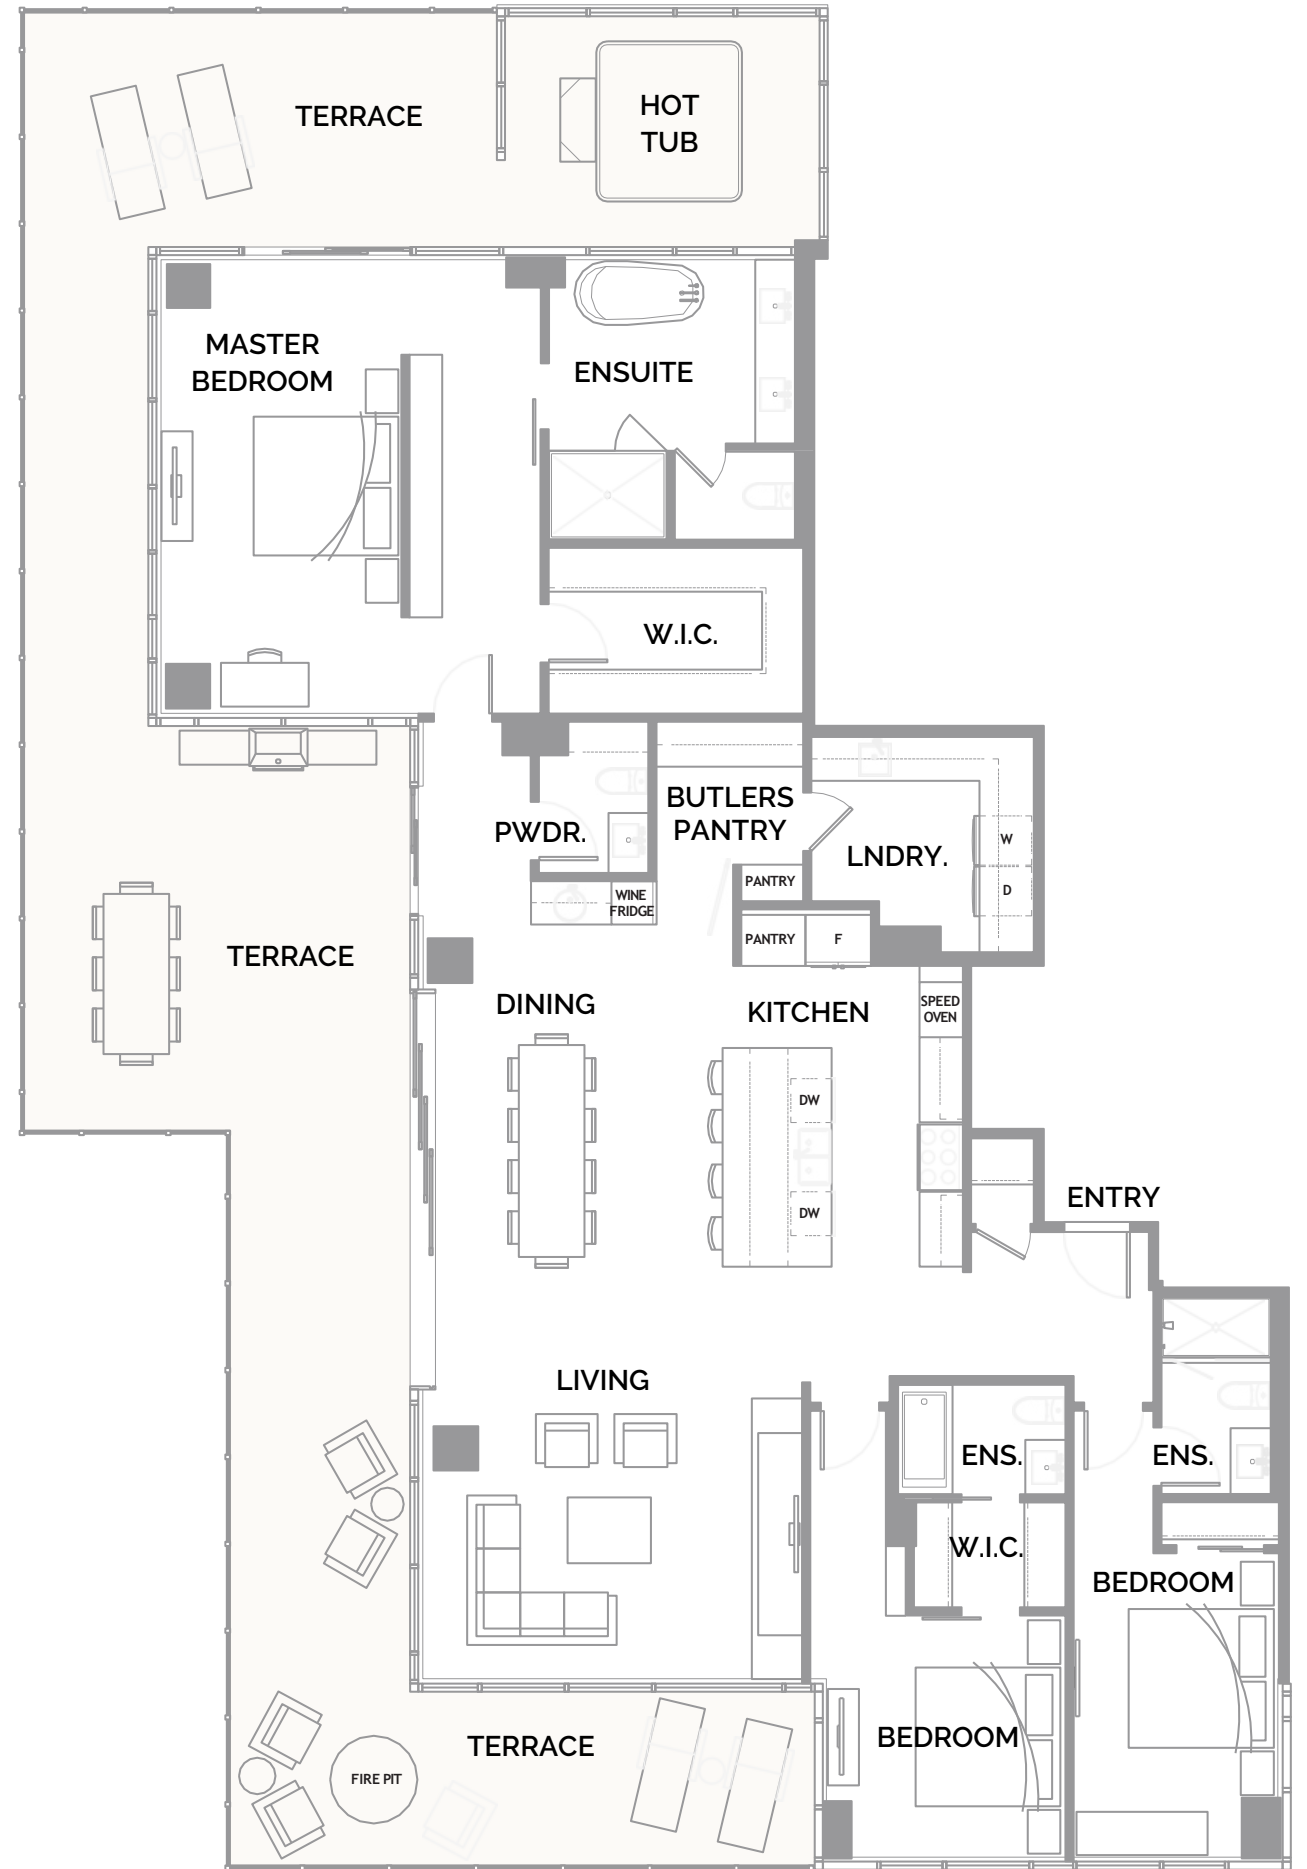 TERRACE
HOT
TUB
MASTER
BEDROOM
ENSUITE
W.I.C.
PWDR.
BUTLERS
PANTRY
LNDRY.
W
D
PANTRY
WINE
FRIDGE
PANTRY
F
TERRACE
DINING
KITCHEN
SPEED
OVEN
DW
DW
ENTRY
LIVING
ENS.
ENS.
W.I.C.
BEDROOM
BEDROOM
TERRACE
FIRE PIT